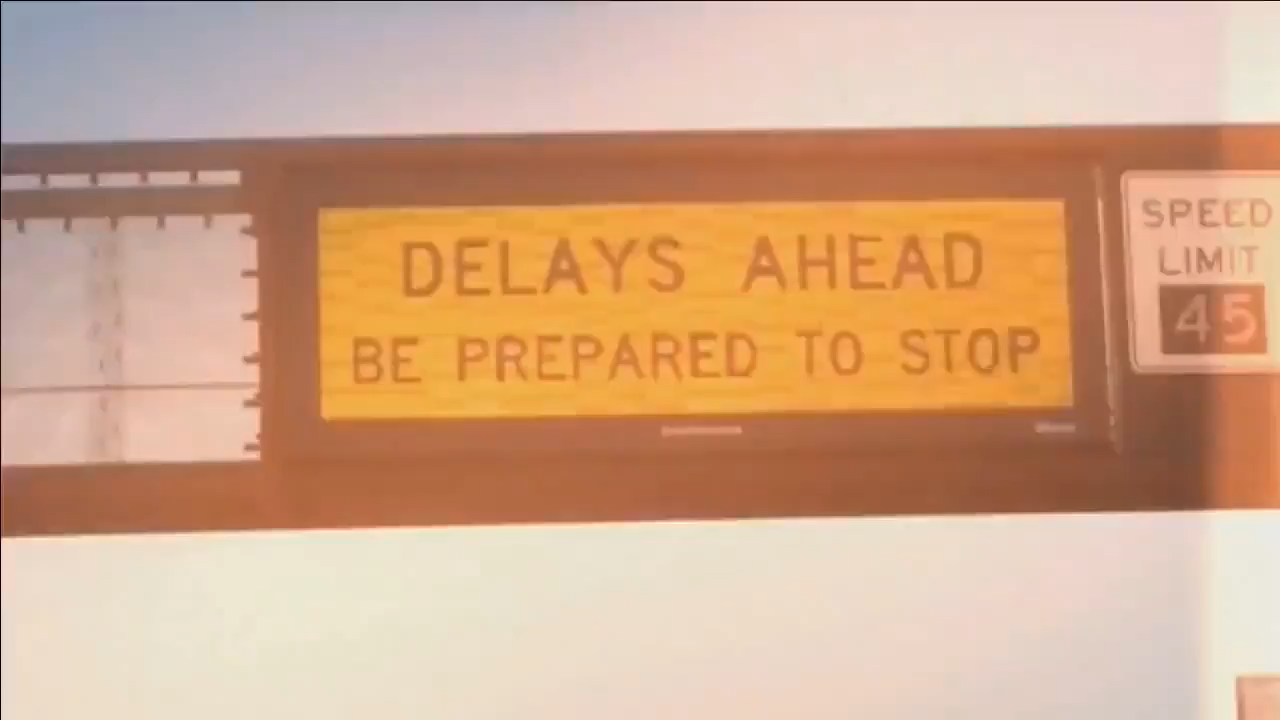 DELAYS AHEAD
BE PREPARED TO STOP
SPEED
LIMIT
45